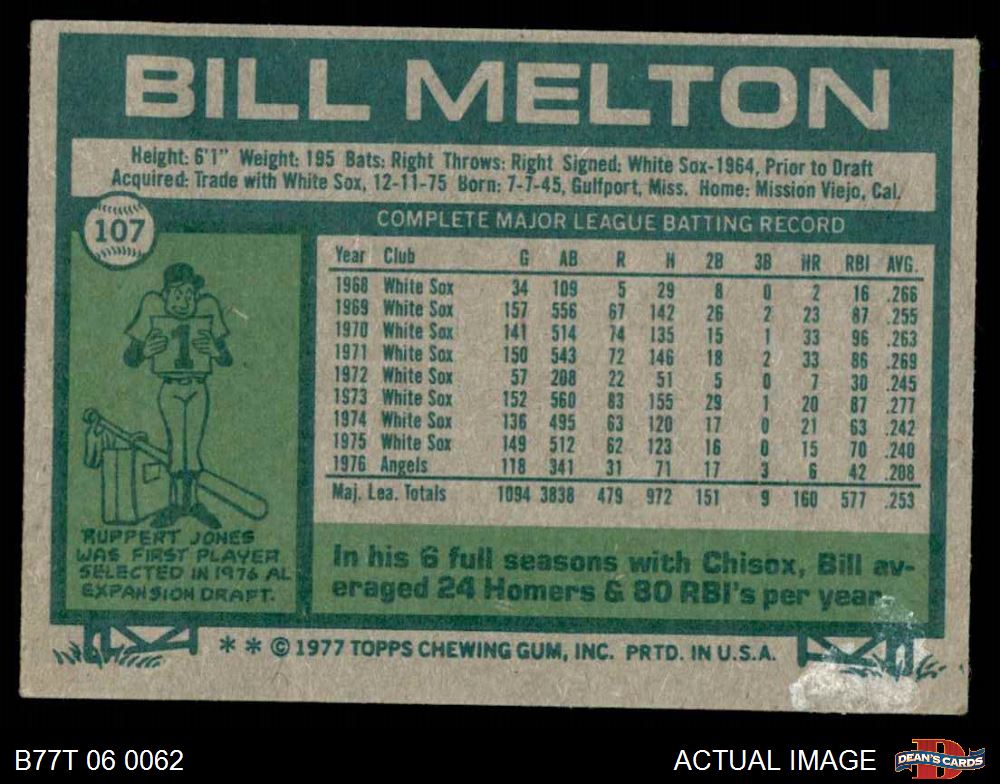 BILL MELTON
Height: 6'1" Weight: 195 Bats: Right Throws: Right Signed: White Sox-1964, Prior to Draft
Acquired: Trade with White Sox, 12-11-75 Born: 7-7-45, Gulfport, Miss. Home: Mission Viejo, Cal.
107
COMPLETE MAJOR LEAGUE BATTING RECORD
Year Club G AB R H 2B 3B HR RBI AVG.
1968 White Sox 34 109 5 29 8 0 2 16 .266
1969 White Sox 157 556 67 142 26 2 23 87 .255
1970 White Sox 141 514 74 135 15 1 33 96 .263
1971 White Sox 150 543 72 146 18 2 33 86 .269
1972 White Sox 57 208 22 51 5 0 7 30 .245
1973 White Sox 152 560 83 155 29 1 20 87 .277
1974 White Sox 136 495 63 120 17 0 21 63 .242
1975 White Sox 149 512 62 123 16 0 15 70 .240
1976 Angels 118 341 31 71 17 3 6 42 .208
Maj. Lea. Totals 1094 3838 479 972 151 9 160 577 .253
1
RUPPERT JONES
WAS FIRST PLAYER
SELECTED IN 1976 AL
EXPANSION DRAFT.
In his 6 full seasons with Chisox, Bill av-
eraged 24 Homers & 80 RBI's per year.
* * © 1977 TOPPS CHEWING GUM, INC. PRTD. IN U.S.A.
B77T 06 0062
ACTUAL IMAGE
DEAN'S CARDS